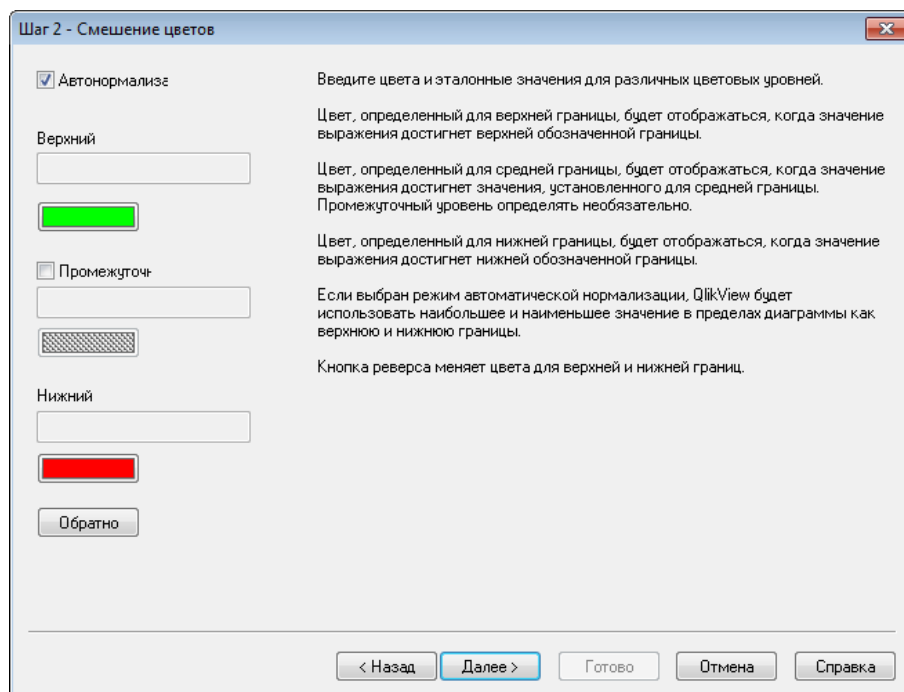 Шаг 2 - Смешение цветов
Автонормализа
Верхний
Промежуточн
Нижний
Обратно
Введите цвета и эталонные значения для различных цветовых уровней.
Цвет, определенный для верхней границы, будет отображаться, когда значение
выражения достигнет верхней обозначенной границы.
Цвет, определенный для средней границы, будет отображаться, когда значение
выражения достигнет значения, установленного для средней границы.
Промежуточный уровень определять необязательно.
Цвет, определенный для нижней границы, будет отображаться, когда значение
выражения достигнет нижней обозначенной границы.
Если выбран режим автоматической нормализации, QlikView будет
использовать наибольшее и наименьшее значение в пределах диаграммы как
верхнюю и нижнюю границы.
Кнопка реверса меняет цвета для верхней и нижней границ.
< Назад
Далее >
Готово
Отмена
Справка